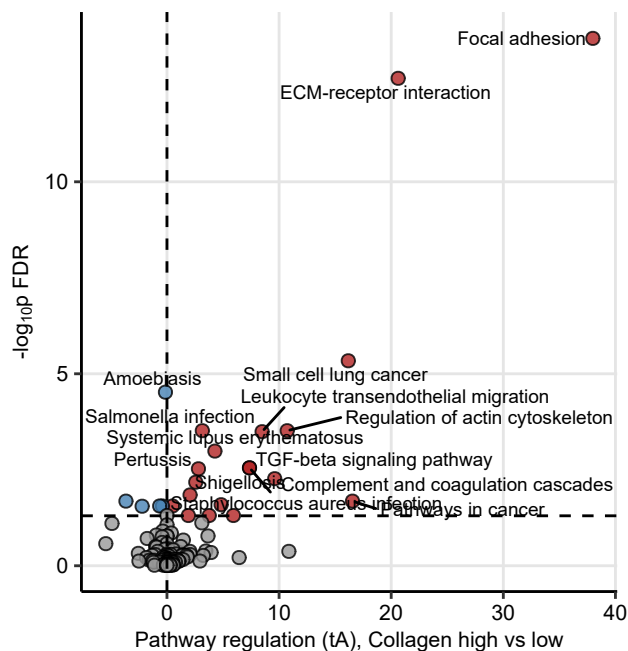 Focal adhesion
ECM-receptor interaction
10
-log₁₀p FDR
5
Small cell lung cancer
Amoebiasis
Leukocyte transendothelial migration
Salmonella infection
Regulation of actin cytoskeleton
Systemic lupus erythematosus
Pertussis
TGF-beta signaling pathway
Shigellosis
Complement and coagulation cascades
Staphylococcus aureus infection
Pathways in cancer
0
0
10
20
30
40
Pathway regulation (tA), Collagen high vs low